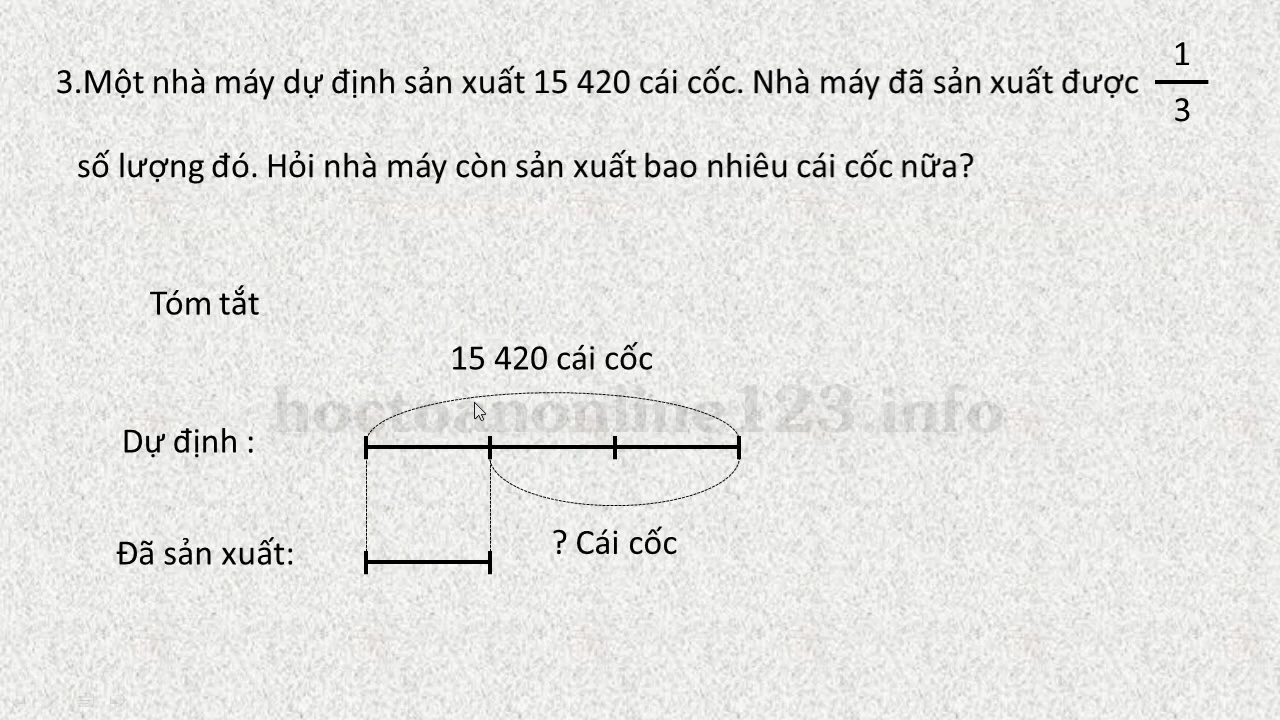 3.Một nhà máy dự định sản xuất 15 420 cái cốc. Nhà máy đã sản xuất được 1/3
số lượng đó. Hỏi nhà máy còn sản xuất bao nhiêu cái cốc nữa?
Tóm tắt
15 420 cái cốc
hoctoanonline123.info
Dự định :
? Cái cốc
Đã sản xuất: